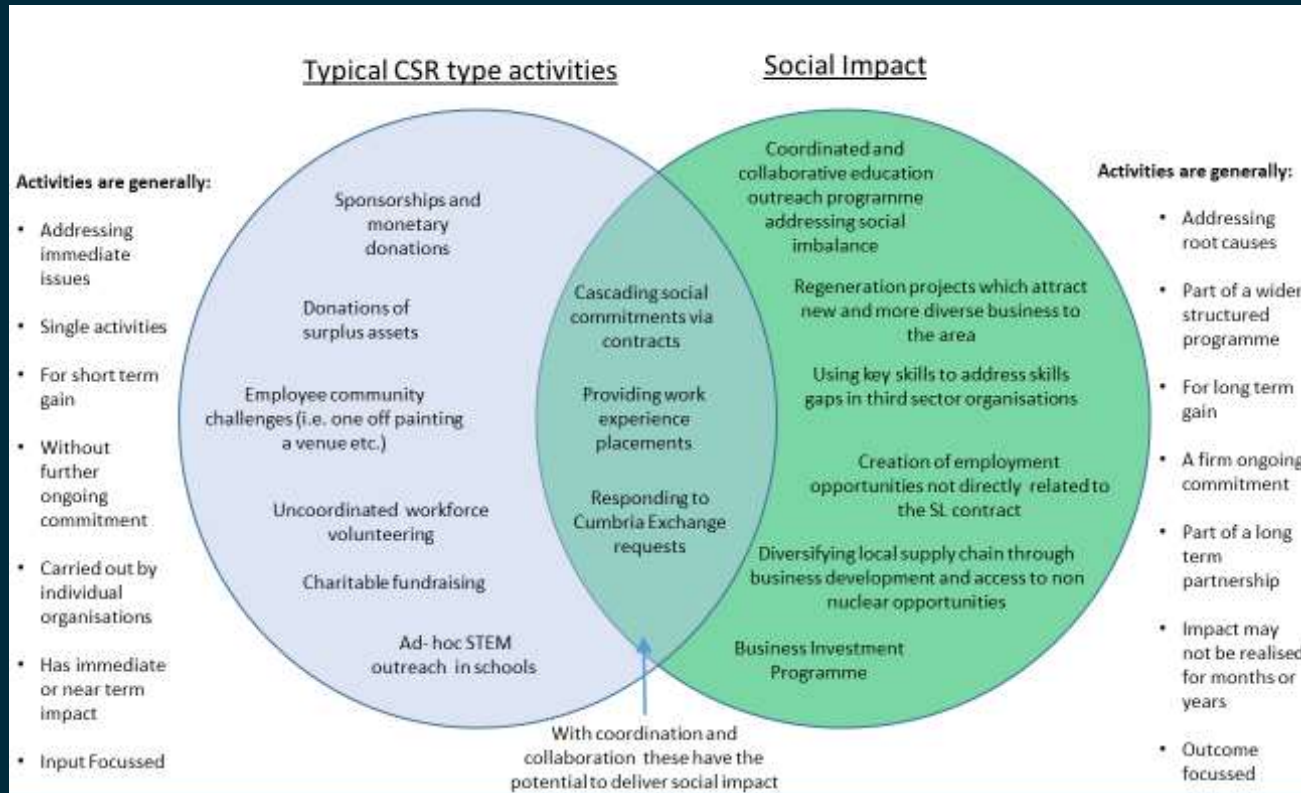 Typical CSR type activities
Social Impact
Activities are generally:
• Addressing
immediate
issues
• Single activities
• For short term
gain
• Without
further
ongoing
commitment
• Carried out by
individual
organisations
• Has immediate
or near term
impact
• Input Focussed
Sponsorships and
monetary
donations
Donations of
surplus assets
Employee community
challenges (i.e. one off painting
a venue etc.)
Uncoordinated workforce
volunteering
Charitable fundraising
Ad- hoc STEM
outreach in schools
Cascading social
commitments via
contracts
Providing work
experience
placements
Responding to
Cumbria Exchange
requests
With coordination and
collaboration these have the
potential to deliver social impact
Coordinated and
collaborative education
outreach programme
addressing social
imbalance
Regeneration projects which attract
new and more diverse business to
the area
Using key skills to address skills
gaps in third sector organisations
Creation of employment
opportunities not directly related to
the SL contract
Diversifying local supply chain through
business development and access to non
nuclear opportunities
Business Investment
Programme
Activities are generally:
• Addressing
root causes
• Part of a wider
structured
programme
• For long term
gain
• A firm ongoing
commitment
• Part of a long
term
partnership
• Impact may
not be realised
for months or
years
• Outcome
focussed